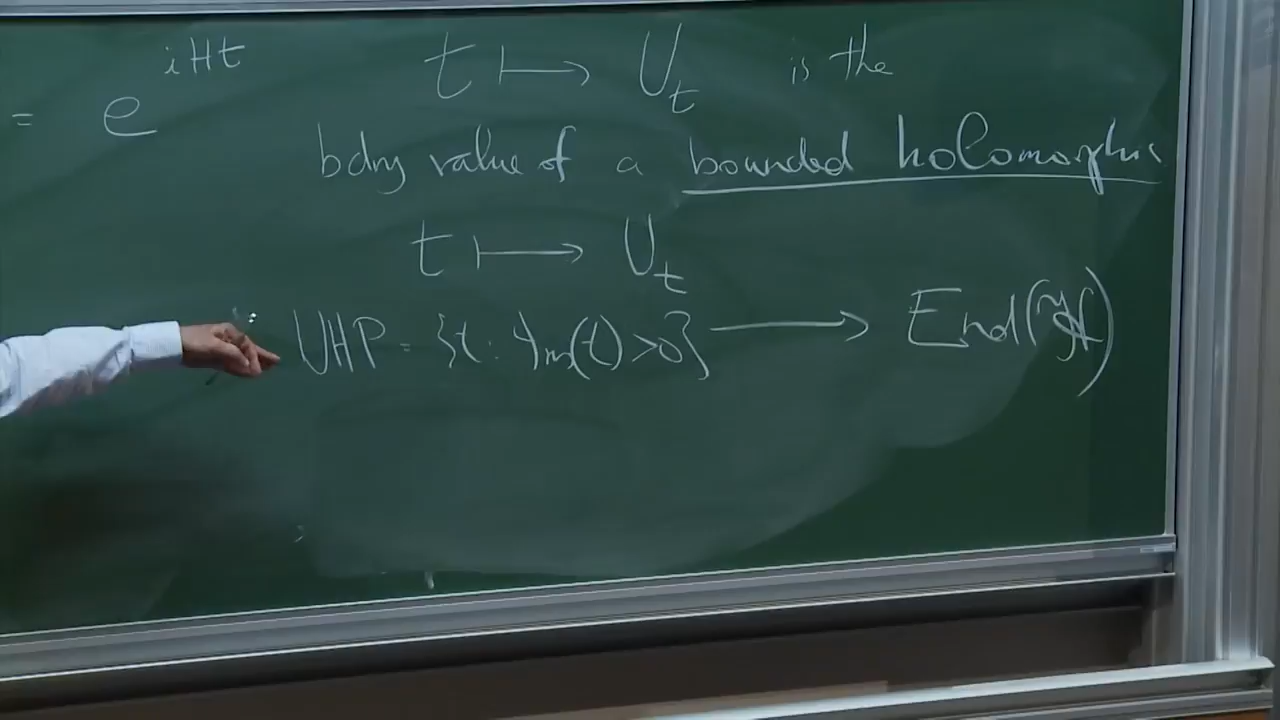 = e^{iHt} t ↦ U_t is the
bdry value of a bounded holomorphic
t ↦ U_t
UHP = {t : Im(t) > 0} ⟶ End(ℋ)